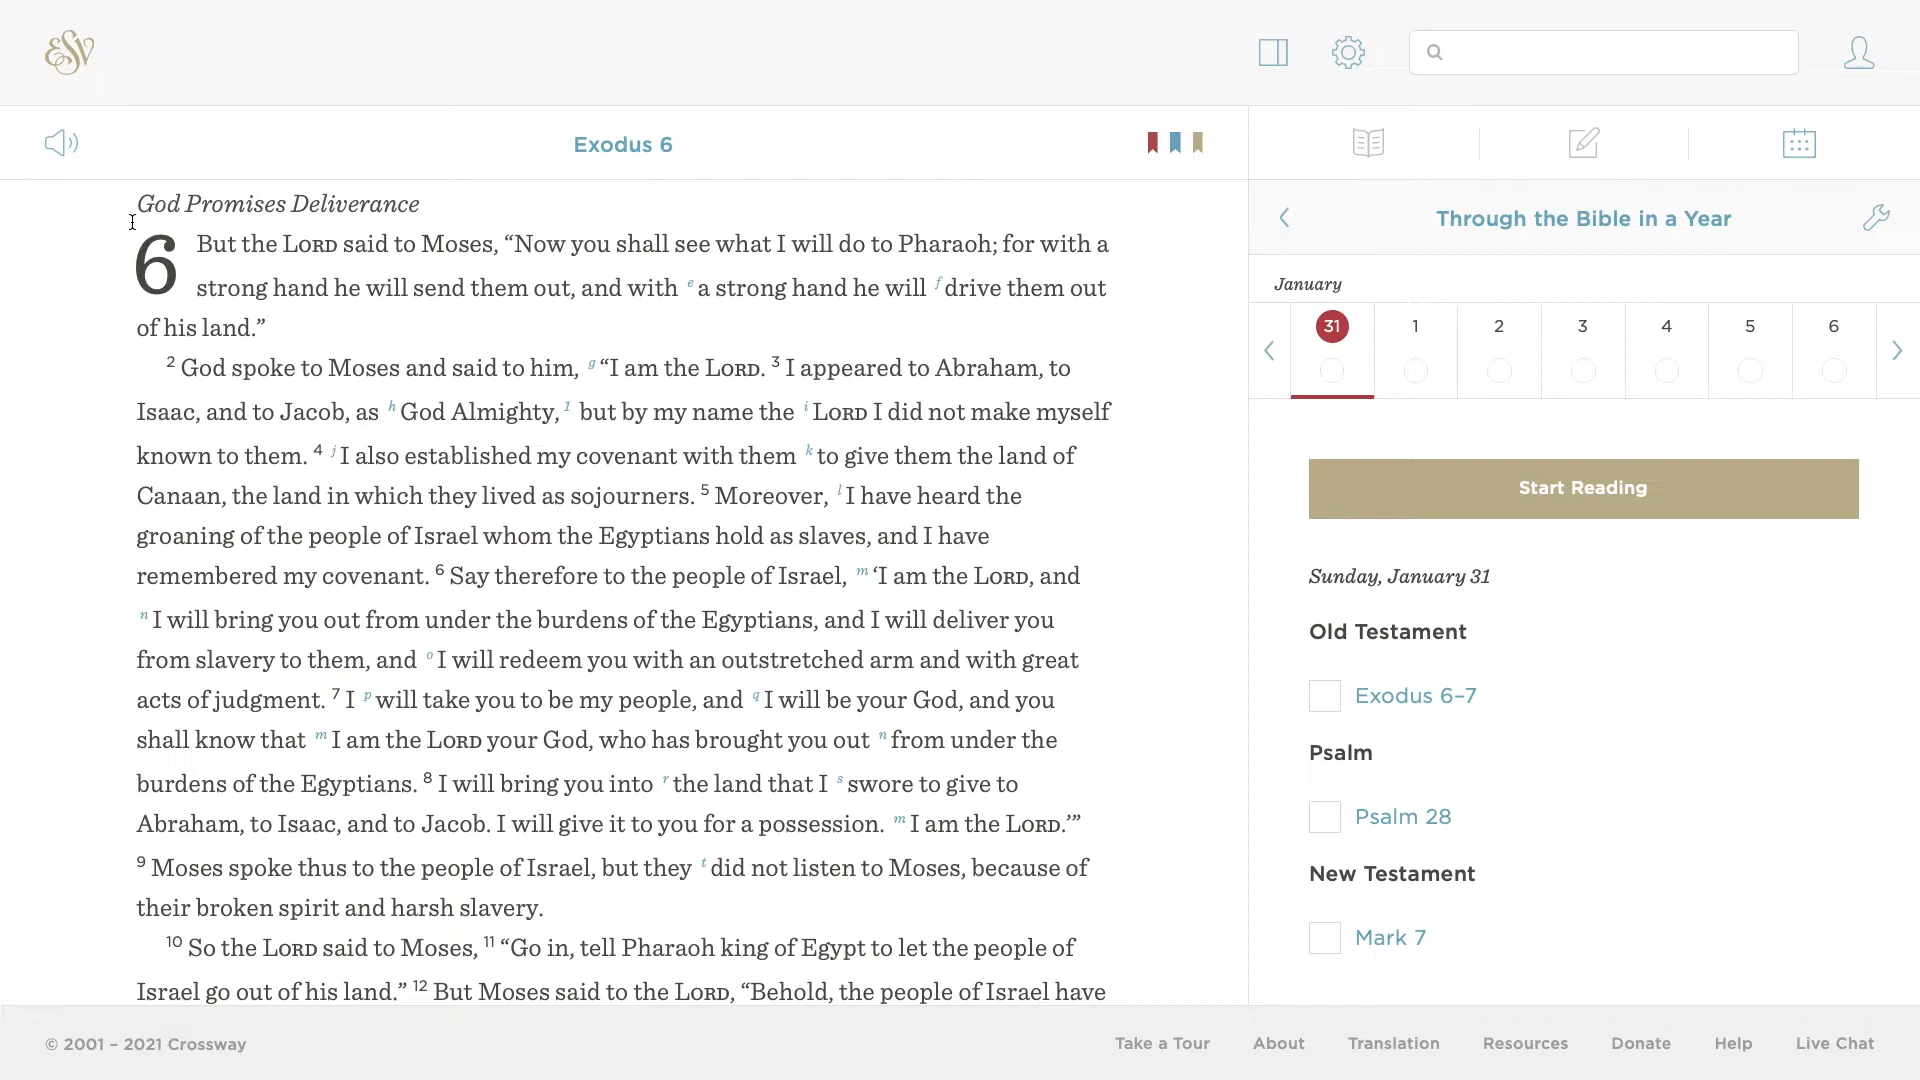 ESV
Exodus 6
God Promises Deliverance
6 But the LORD said to Moses, “Now you shall see what I will do to Pharaoh; for with a
strong hand he will send them out, and with e a strong hand he will f drive them out
of his land.”
2 God spoke to Moses and said to him, g “I am the LORD. 3 I appeared to Abraham, to
Isaac, and to Jacob, as h God Almighty, 1 but by my name the i LORD I did not make myself
known to them. 4 j I also established my covenant with them k to give them the land of
Canaan, the land in which they lived as sojourners. 5 Moreover, l I have heard the
groaning of the people of Israel whom the Egyptians hold as slaves, and I have
remembered my covenant. 6 Say therefore to the people of Israel, m ‘I am the LORD, and
n I will bring you out from under the burdens of the Egyptians, and I will deliver you
from slavery to them, and o I will redeem you with an outstretched arm and with great
acts of judgment. 7 I p will take you to be my people, and q I will be your God, and you
shall know that m I am the LORD your God, who has brought you out n from under the
burdens of the Egyptians. 8 I will bring you into r the land that I s swore to give to
Abraham, to Isaac, and to Jacob. I will give it to you for a possession. m I am the LORD.’”
9 Moses spoke thus to the people of Israel, but they t did not listen to Moses, because of
their broken spirit and harsh slavery.
10 So the LORD said to Moses, 11 “Go in, tell Pharaoh king of Egypt to let the people of
Israel go out of his land.” 12 But Moses said to the LORD, “Behold, the people of Israel have
Through the Bible in a Year
January
31 1 2 3 4 5 6
Start Reading
Sunday, January 31
Old Testament
Exodus 6–7
Psalm
Psalm 28
New Testament
Mark 7
© 2001 – 2021 Crossway
Take a Tour About Translation Resources Donate Help Live Chat